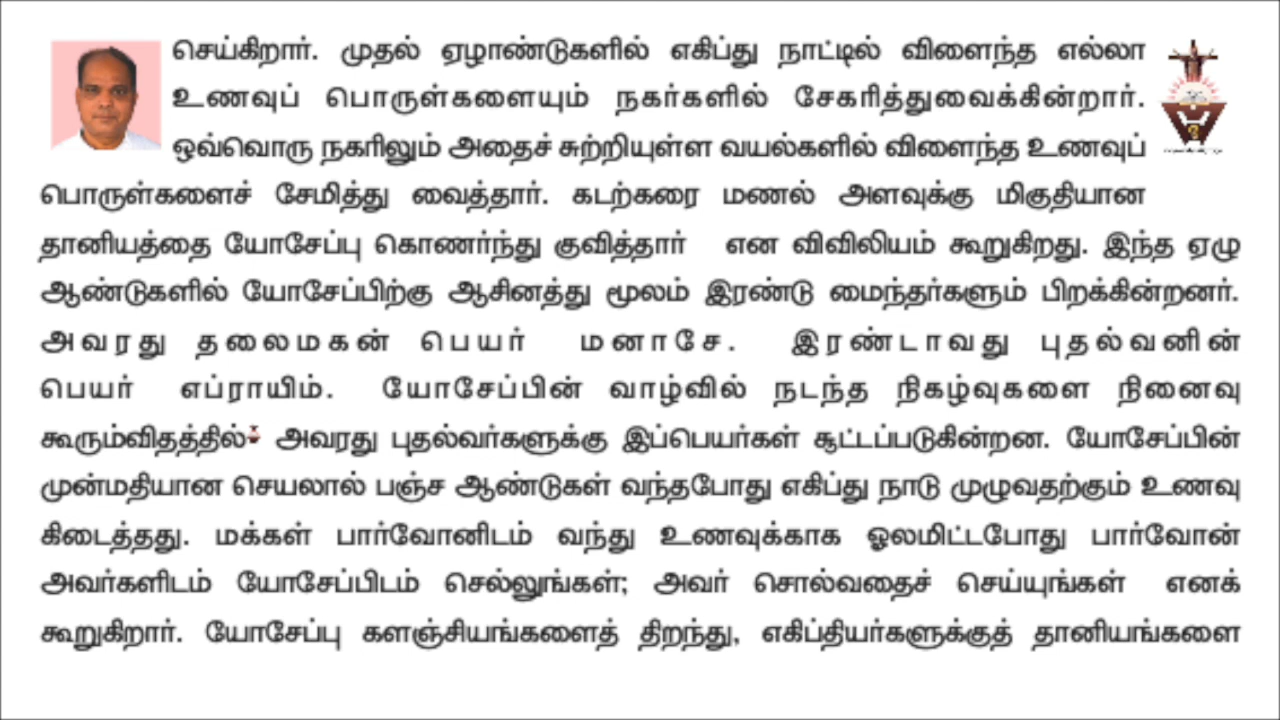 செய்கிறார். முதல் ஏழாண்டுகளில் எகிப்து நாட்டில் விளைந்த எல்லா
உணவுப் பொருள்களையும் நகர்களில் சேகரித்துவைக்கின்றார்.
ஒவ்வொரு நகரிலும் அதைச் சுற்றியுள்ள வயல்களில் விளைந்த உணவுப்
பொருள்களைச் சேமித்து வைத்தார். கடற்கரை மணல் அளவுக்கு மிகுதியான
தானியத்தை யோசேப்பு கொணர்ந்து குவித்தார் என விவிலியம் கூறுகிறது. இந்த ஏழு
ஆண்டுகளில் யோசேப்பிற்கு ஆசினத்து மூலம் இரண்டு மைந்தர்களும் பிறக்கின்றனர்.
அவரது தலைமகன் பெயர் மனாசே. இரண்டாவது புதல்வனின்
பெயர் எப்ராயிம். யோசேப்பின் வாழ்வில் நடந்த நிகழ்வுகளை நினைவு
கூரும்விதத்தில் அவரது புதல்வர்களுக்கு இப்பெயர்கள் சூட்டப்படுகின்றன. யோசேப்பின்
முன்மதியான செயலால் பஞ்ச ஆண்டுகள் வந்தபோது எகிப்து நாடு முழுவதற்கும் உணவு
கிடைத்தது. மக்கள் பார்வோனிடம் வந்து உணவுக்காக ஓலமிட்டபோது பார்வோன்
அவர்களிடம் யோசேப்பிடம் செல்லுங்கள்; அவர் சொல்வதைச் செய்யுங்கள் எனக்
கூறுகிறார். யோசேப்பு களஞ்சியங்களைத் திறந்து, எகிப்தியர்களுக்குத் தானியங்களை